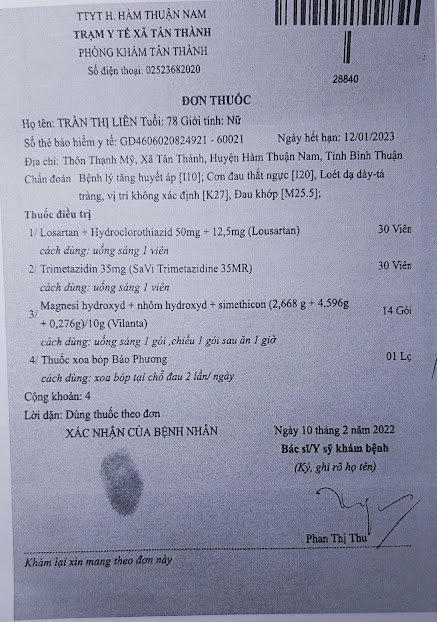 TTYT H. HÀM THUẬN NAM
TRẠM Y TẾ XÃ TÂN THÀNH
PHÒNG KHÁM TÂN THÀNH
Số điện thoại: 02523682020
28840
ĐƠN THUỐC
Họ tên: TRẦN THỊ LIÊN Tuổi: 78 Giới tính: Nữ
Số thẻ bảo hiểm y tế: GD4606020824921 - 60021 Ngày hết hạn: 12/01/2023
Địa chỉ: Thôn Thạnh Mỹ, Xã Tân Thành, Huyện Hàm Thuận Nam, Tỉnh Bình Thuận
Chẩn đoán Bệnh lý tăng huyết áp [I10]; Cơn đau thắt ngực [I20], Loét dạ dày-tá
tràng, vị trí không xác định [K27], Đau khớp [M25.5];
Thuốc điều trị
1/ Losartan + Hydroclorothiazid 50mg + 12,5mg (Lousartan) 30 Viên
cách dùng: uống sáng 1 viên
2/ Trimetazidin 35mg (SaVi Trimetazidine 35MR) 30 Viên
cách dùng: uống sáng 1 viên
3/ Magnesi hydroxyd + nhôm hydroxyd + simethicon (2,668 g + 4,596g
+ 0,276g)/10g (Vilanta) 14 Gói
cách dùng: uống sáng 1 gói ,chiều 1 gói sau ăn 1 giờ
4/ Thuốc xoa bóp Bảo Phương 01 Lọ
cách dùng: xoa bóp tại chỗ đau 2 lần/ ngày
Cộng khoản: 4
Lời dặn: Dùng thuốc theo đơn
XÁC NHẬN CỦA BỆNH NHÂN Ngày 10 tháng 2 năm 2022
Bác sĩ/Y sỹ khám bệnh
(Ký, ghi rõ họ tên)
Phan Thị Thu
Khám lại xin mang theo đơn này